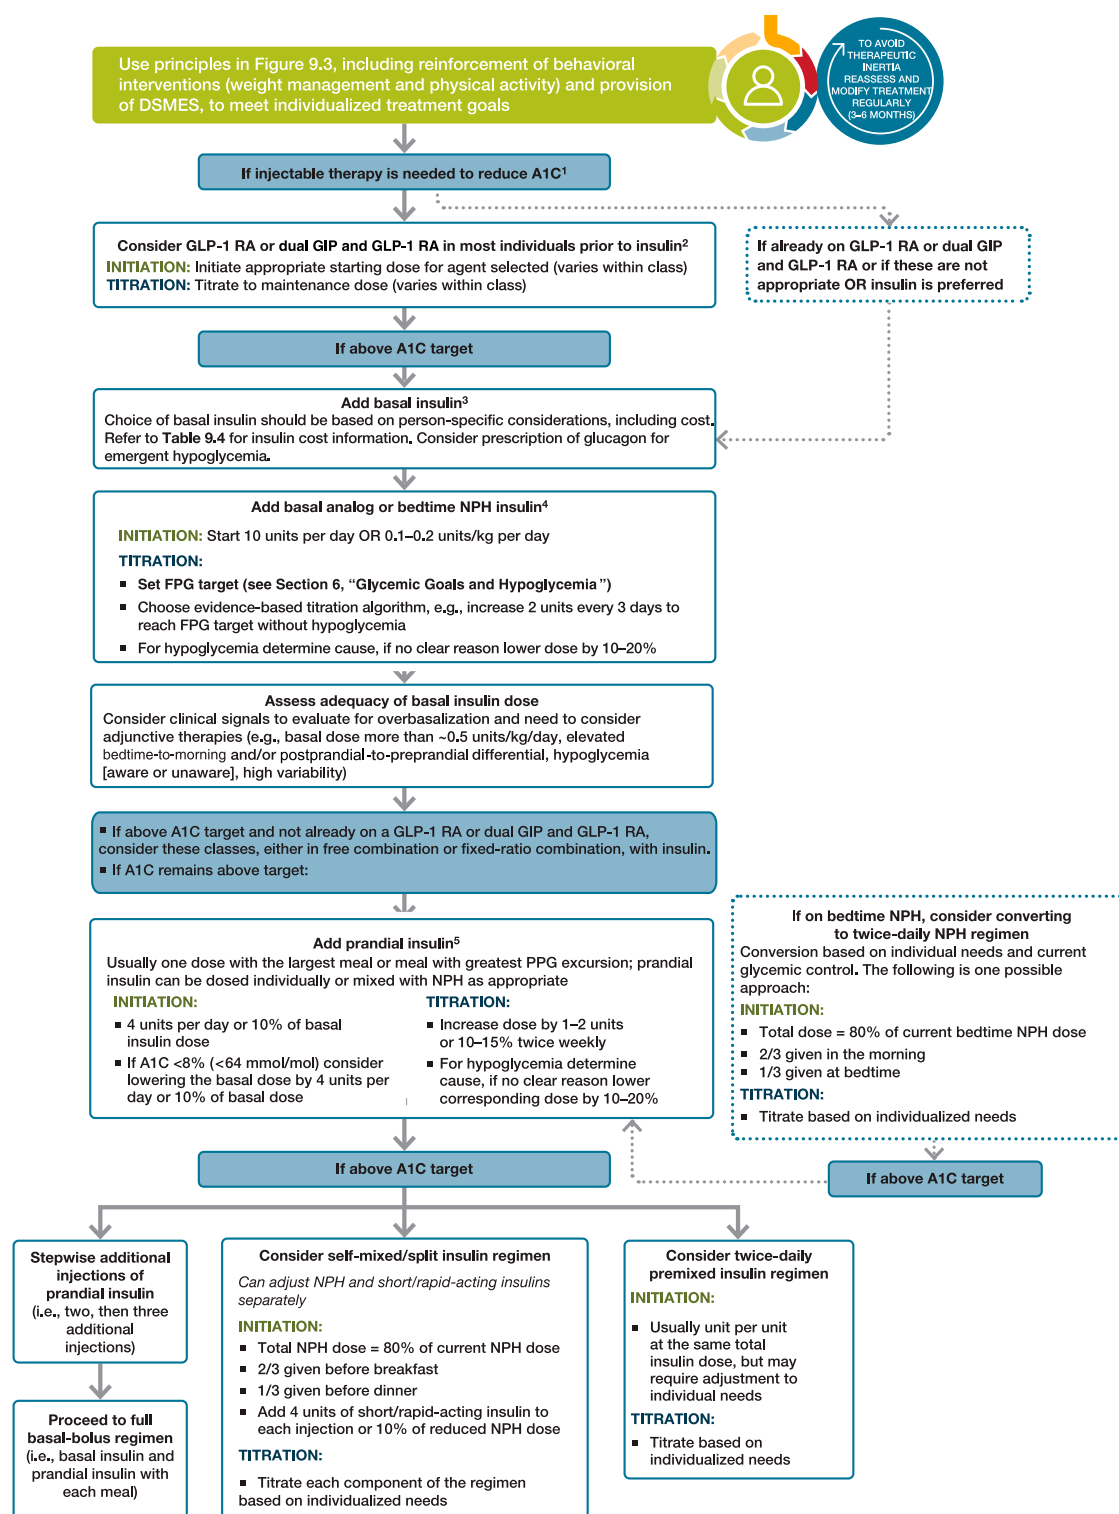 Use principles in Figure 9.3, including reinforcement of behavioral
interventions (weight management and physical activity) and provision
of DSMES, to meet individualized treatment goals
TO AVOID
THERAPEUTIC
INERTIA
REASSESS AND
MODIFY TREATMENT
REGULARLY
(3–6 MONTHS)
If injectable therapy is needed to reduce A1C¹
Consider GLP-1 RA or dual GIP and GLP-1 RA in most individuals prior to insulin²
INITIATION: Initiate appropriate starting dose for agent selected (varies within class)
TITRATION: Titrate to maintenance dose (varies within class)
If already on GLP-1 RA or dual GIP
and GLP-1 RA or if these are not
appropriate OR insulin is preferred
If above A1C target
Add basal insulin³
Choice of basal insulin should be based on person-specific considerations, including cost.
Refer to Table 9.4 for insulin cost information. Consider prescription of glucagon for
emergent hypoglycemia.
Add basal analog or bedtime NPH insulin⁴
INITIATION: Start 10 units per day OR 0.1–0.2 units/kg per day
TITRATION:
▪ Set FPG target (see Section 6, “Glycemic Goals and Hypoglycemia”)
▪ Choose evidence-based titration algorithm, e.g., increase 2 units every 3 days to
reach FPG target without hypoglycemia
▪ For hypoglycemia determine cause, if no clear reason lower dose by 10–20%
Assess adequacy of basal insulin dose
Consider clinical signals to evaluate for overbasalization and need to consider
adjunctive therapies (e.g., basal dose more than ~0.5 units/kg/day, elevated
bedtime-to-morning and/or postprandial-to-preprandial differential, hypoglycemia
[aware or unaware], high variability)
▪ If above A1C target and not already on a GLP-1 RA or dual GIP and GLP-1 RA,
consider these classes, either in free combination or fixed-ratio combination, with insulin.
▪ If A1C remains above target:
Add prandial insulin⁵
Usually one dose with the largest meal or meal with greatest PPG excursion; prandial
insulin can be dosed individually or mixed with NPH as appropriate
INITIATION:
▪ 4 units per day or 10% of basal
insulin dose
▪ If A1C <8% (<64 mmol/mol) consider
lowering the basal dose by 4 units per
day or 10% of basal dose
TITRATION:
▪ Increase dose by 1–2 units
or 10–15% twice weekly
▪ For hypoglycemia determine
cause, if no clear reason lower
corresponding dose by 10–20%
If on bedtime NPH, consider converting
to twice-daily NPH regimen
Conversion based on individual needs and current
glycemic control. The following is one possible
approach:
INITIATION:
▪ Total dose = 80% of current bedtime NPH dose
▪ 2/3 given in the morning
▪ 1/3 given at bedtime
TITRATION:
▪ Titrate based on individualized needs
If above A1C target
If above A1C target
Stepwise additional
injections of
prandial insulin
(i.e., two, then three
additional
injections)
Proceed to full
basal-bolus regimen
(i.e., basal insulin and
prandial insulin with
each meal)
Consider self-mixed/split insulin regimen
Can adjust NPH and short/rapid-acting insulins
separately
INITIATION:
▪ Total NPH dose = 80% of current NPH dose
▪ 2/3 given before breakfast
▪ 1/3 given before dinner
▪ Add 4 units of short/rapid-acting insulin to
each injection or 10% of reduced NPH dose
TITRATION:
▪ Titrate each component of the regimen
based on individualized needs
Consider twice-daily
premixed insulin regimen
INITIATION:
▪ Usually unit per unit
at the same total
insulin dose, but may
require adjustment to
individual needs
TITRATION:
▪ Titrate based on
individualized needs